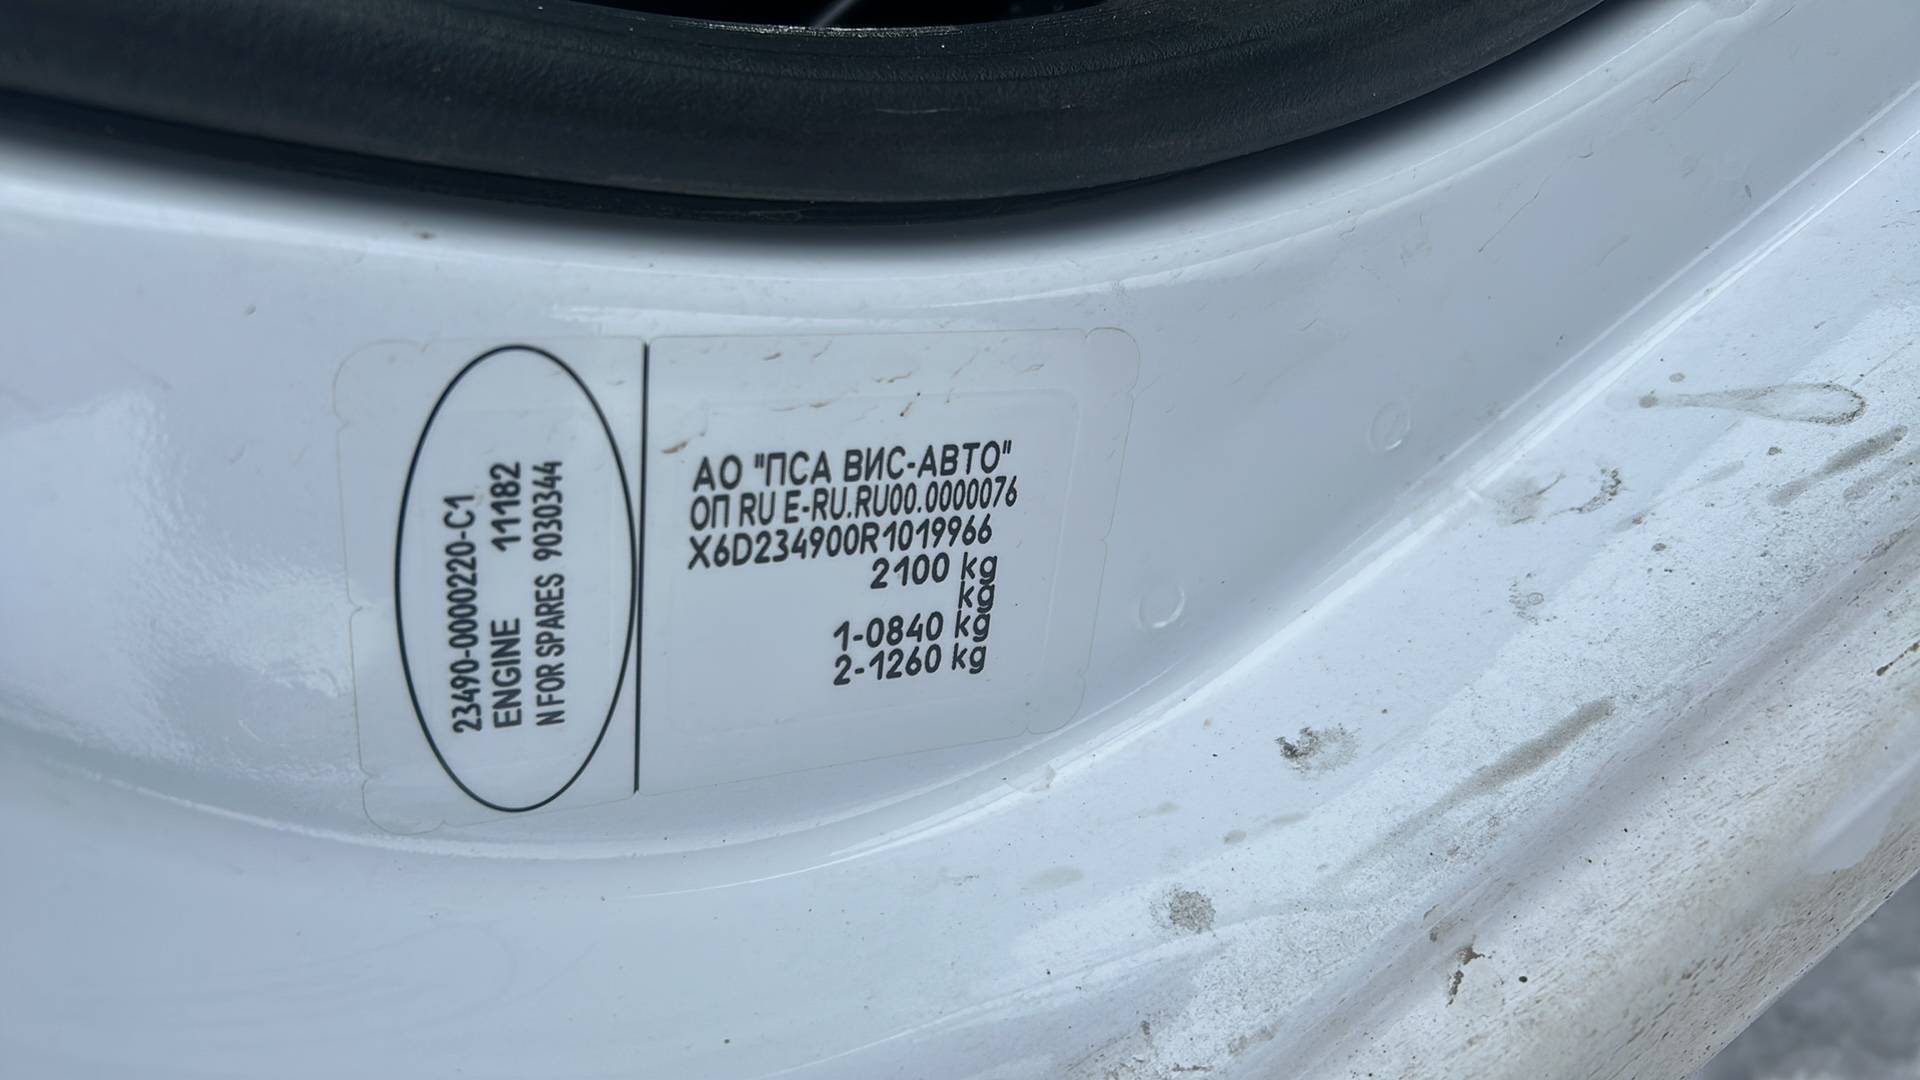 23490-0000220-C1
ENGINE 11182
N FOR SPARES 9030344
АО "ПСА ВИС-АВТО"
ОП RU E-RU.RU00.0000076
X6D234900R1019966
2100 kg
kg
1-0840 kg
2-1260 kg